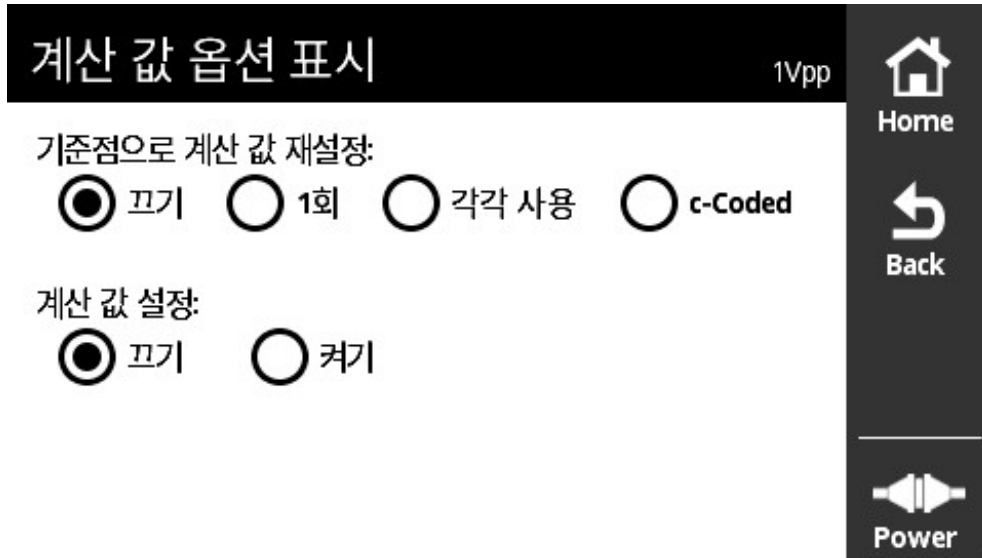 계산 값 옵션 표시
1Vpp
기준점으로 계산 값 재설정:
끄기 1회 각각 사용 c-Coded
계산 값 설정:
끄기 켜기
Home
Back
Power